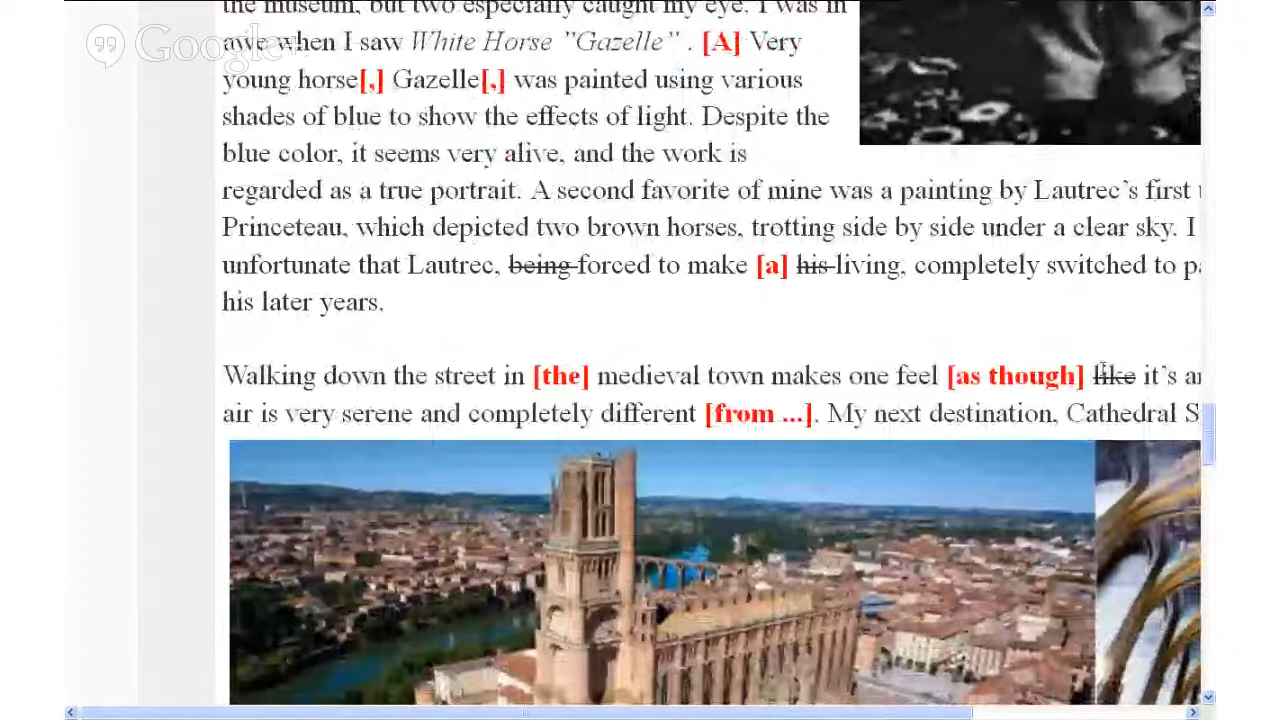 the museum, but two especially caught my eye. I was in
Google+
awe when I saw White Horse "Gazelle" . [A] Very
young horse[,] Gazelle[,] was painted using various
shades of blue to show the effects of light. Despite the
blue color, it seems very alive, and the work is
regarded as a true portrait. A second favorite of mine was a painting by Lautrec's first
Princeteau, which depicted two brown horses, trotting side by side under a clear sky. I
unfortunate that Lautrec, being forced to make [a] his living, completely switched to
his later years.
Walking down the street in [the] medieval town makes one feel [as though] like it's
air is very serene and completely different [from ...]. My next destination, Cathedral